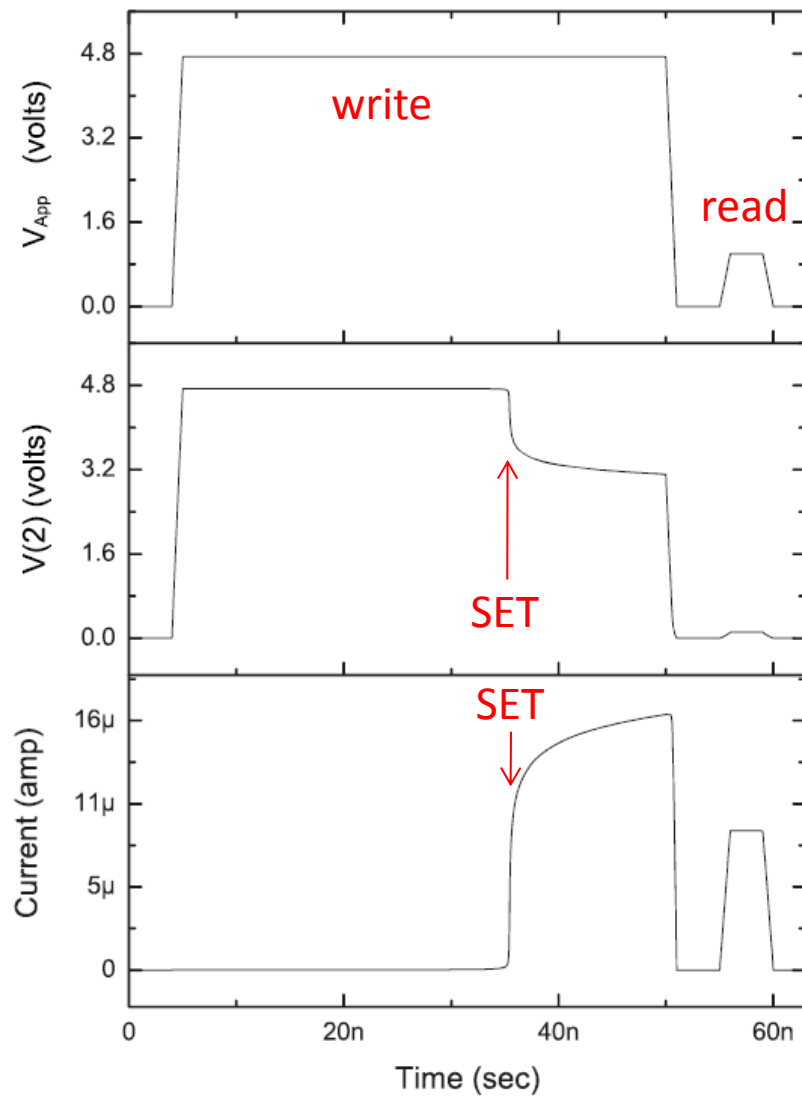 V_App (volts)
4.8
3.2
1.6
0.0
write
read
V(2) (volts)
4.8
3.2
1.6
0.0
SET
Current (amp)
16µ
11µ
5µ
0
SET
0
20n
40n
60n
Time (sec)